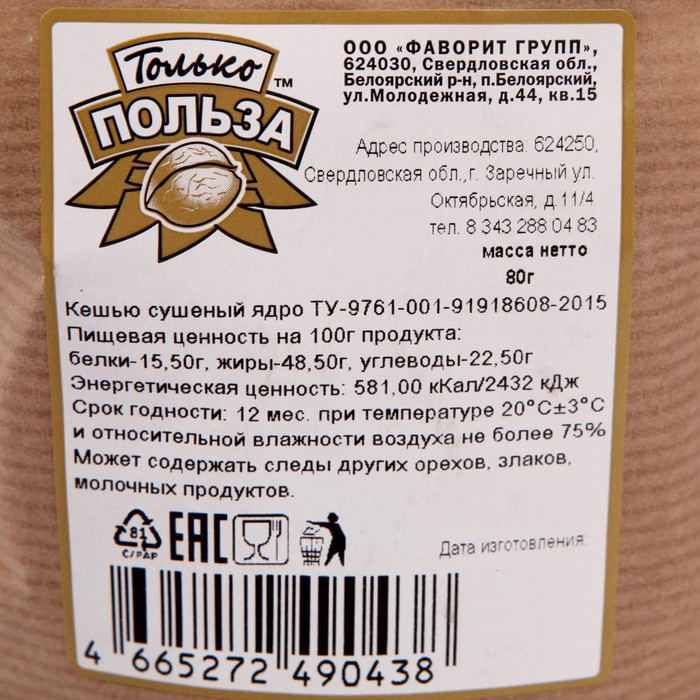 Только
ПОЛЬЗА
TM
ООО «ФАВОРИТ ГРУПП»,
624030, Свердловская обл.,
Белоярский р-н, п.Белоярский,
ул.Молодежная, д.44, кв.15
Адрес производства: 624250,
Свердловская обл.,г. Заречный ул.
Октябрьская, д.11/4
тел. 8 343 288 04 83
масса нетто
80г
Кешью сушеный ядро ТУ-9761-001-91918608-2015
Пищевая ценность на 100г продукта:
белки-15,50г, жиры-48,50г, углеводы-22,50г
Энергетическая ценность: 581,00 кКал/2432 кДж
Срок годности: 12 мес. при температуре 20°С±3°С
и относительной влажности воздуха не более 75%
Может содержать следы других орехов, злаков,
молочных продуктов.
81
C/PAP
ЕАС
Дата изготовления:
4 665272 490438